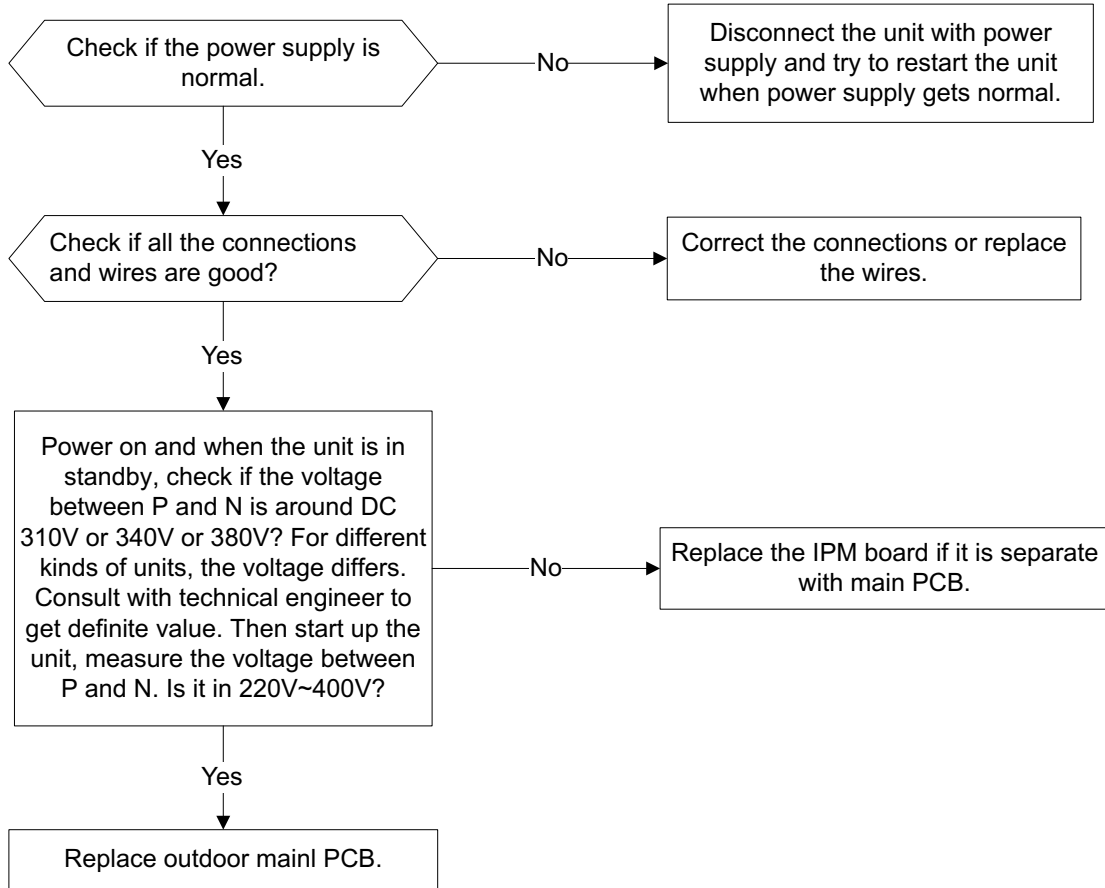 Check if the power supply is
normal.
No
Disconnect the unit with power
supply and try to restart the unit
when power supply gets normal.
Yes
Check if all the connections
and wires are good?
No
Correct the connections or replace
the wires.
Yes
Power on and when the unit is in
standby, check if the voltage
between P and N is around DC
310V or 340V or 380V? For different
kinds of units, the voltage differs.
Consult with technical engineer to
get definite value. Then start up the
unit, measure the voltage between
P and N. Is it in 220V~400V?
No
Replace the IPM board if it is separate
with main PCB.
Yes
Replace outdoor mainl PCB.